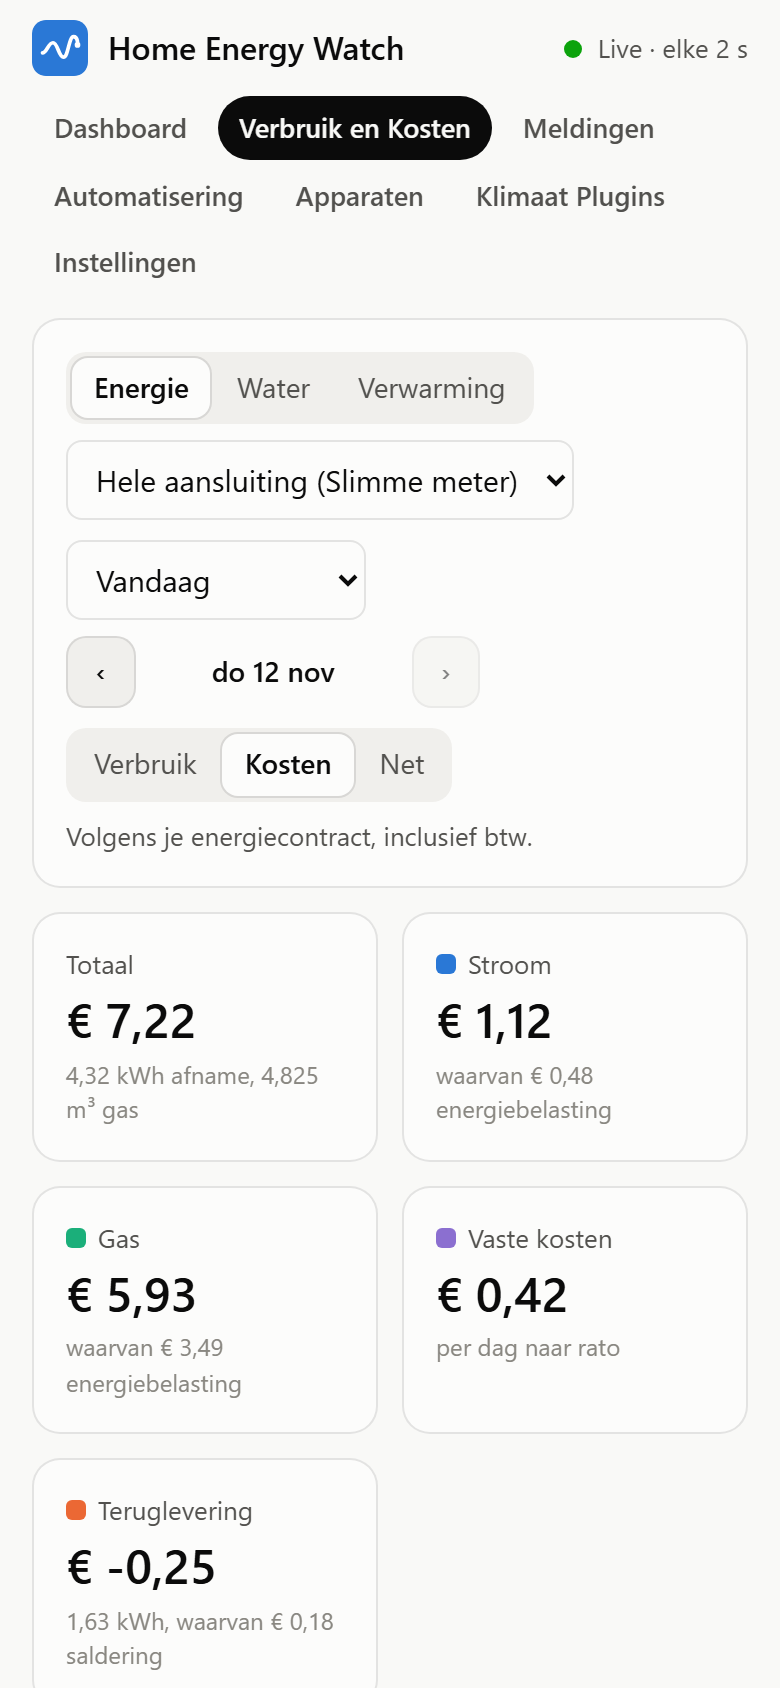 Home Energy Watch
Live · elke 2 s
Dashboard Verbruik en Kosten Meldingen
Automatisering Apparaten Klimaat Plugins
Instellingen
Energie Water Verwarming
Hele aansluiting (Slimme meter)
Vandaag
‹ do 12 nov ›
Verbruik Kosten Net
Volgens je energiecontract, inclusief btw.
Totaal
€ 7,22
4,32 kWh afname, 4,825
m³ gas
Stroom
€ 1,12
waarvan € 0,48
energiebelasting
Gas
€ 5,93
waarvan € 3,49
energiebelasting
Vaste kosten
€ 0,42
per dag naar rato
Teruglevering
€ -0,25
1,63 kWh, waarvan € 0,18
saldering